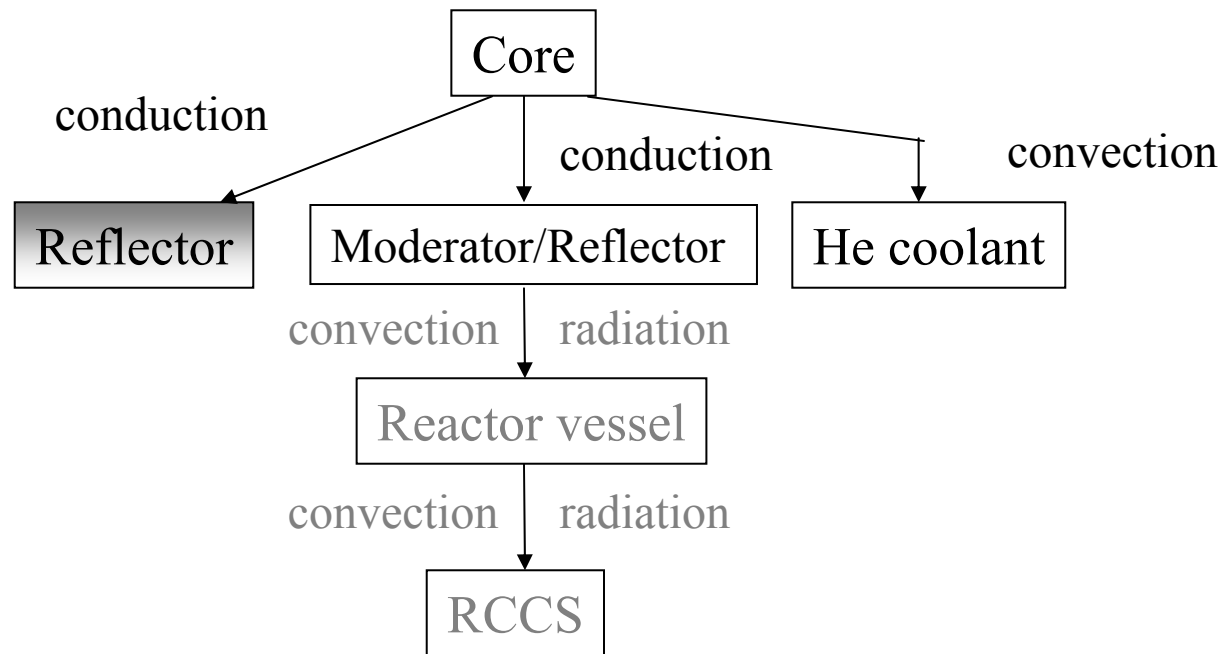 Core
conduction
conduction
convection
Reflector
Moderator/Reflector
He coolant
convection radiation
Reactor vessel
convection radiation
RCCS